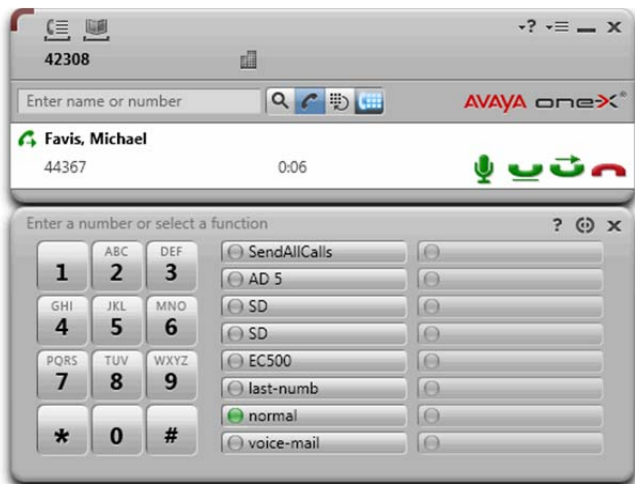 ?
42308
Enter name or number
AVAYA one-X®
Favis, Michael
44367 0:06
Enter a number or select a function ? x
1 ABC 2 DEF 3
GHI 4 JKL 5 MNO 6
PQRS 7 TUV 8 WXYZ 9
* 0 #
SendAllCalls
AD 5
SD
SD
EC500
last-numb
normal
voice-mail